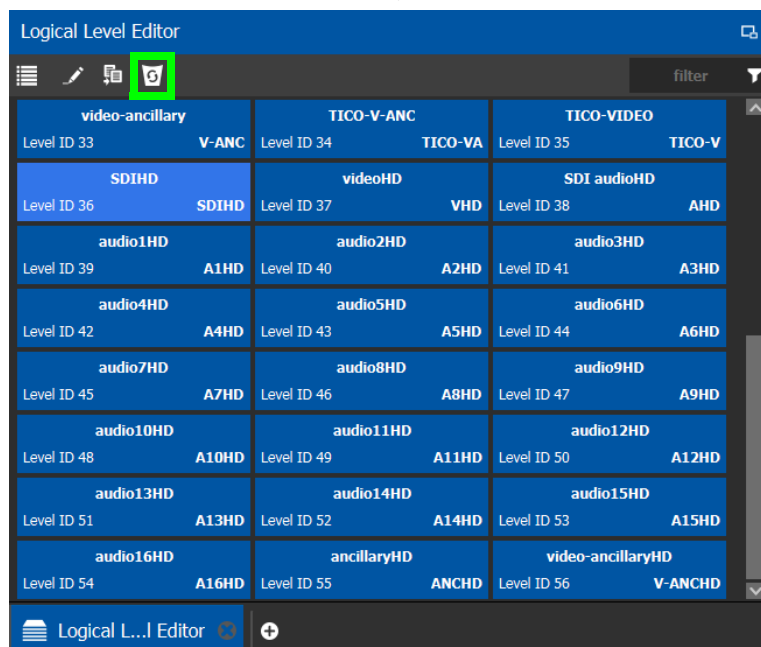 Logical Level Editor
filter
video-ancillary TICO-V-ANC TICO-VIDEO
Level ID 33 V-ANC Level ID 34 TICO-VA Level ID 35 TICO-V
SDIHD videoHD SDI audioHD
Level ID 36 SDIHD Level ID 37 VHD Level ID 38 AHD
audio1HD audio2HD audio3HD
Level ID 39 A1HD Level ID 40 A2HD Level ID 41 A3HD
audio4HD audio5HD audio6HD
Level ID 42 A4HD Level ID 43 A5HD Level ID 44 A6HD
audio7HD audio8HD audio9HD
Level ID 45 A7HD Level ID 46 A8HD Level ID 47 A9HD
audio10HD audio11HD audio12HD
Level ID 48 A10HD Level ID 49 A11HD Level ID 50 A12HD
audio13HD audio14HD audio15HD
Level ID 51 A13HD Level ID 52 A14HD Level ID 53 A15HD
audio16HD ancillaryHD video-ancillaryHD
Level ID 54 A16HD Level ID 55 ANCHD Level ID 56 V-ANCHD
Logical L...l Editor